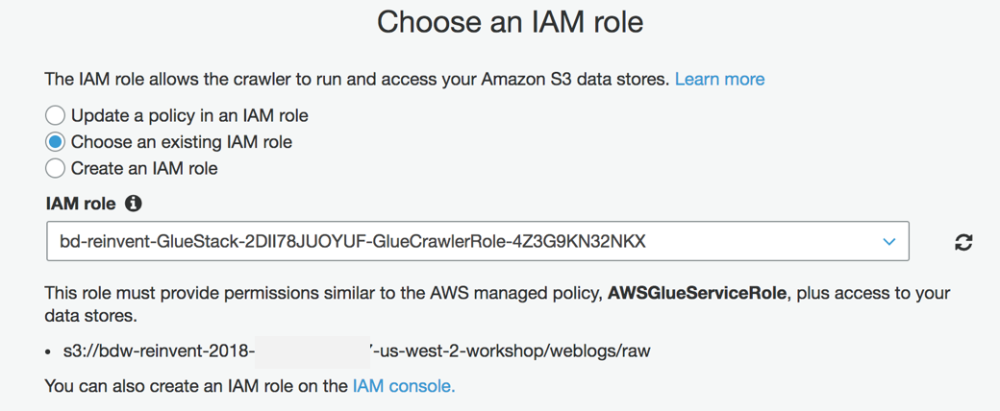 Choose an IAM role
The IAM role allows the crawler to run and access your Amazon S3 data stores. Learn more
Update a policy in an IAM role
Choose an existing IAM role
Create an IAM role
IAM role
bd-reinvent-GlueStack-2DII78JUOYUF-GlueCrawlerRole-4Z3G9KN32NKX
This role must provide permissions similar to the AWS managed policy, AWSGlueServiceRole, plus access to your
data stores.
• s3://bdw-reinvent-2018- -us-west-2-workshop/weblogs/raw
You can also create an IAM role on the IAM console.